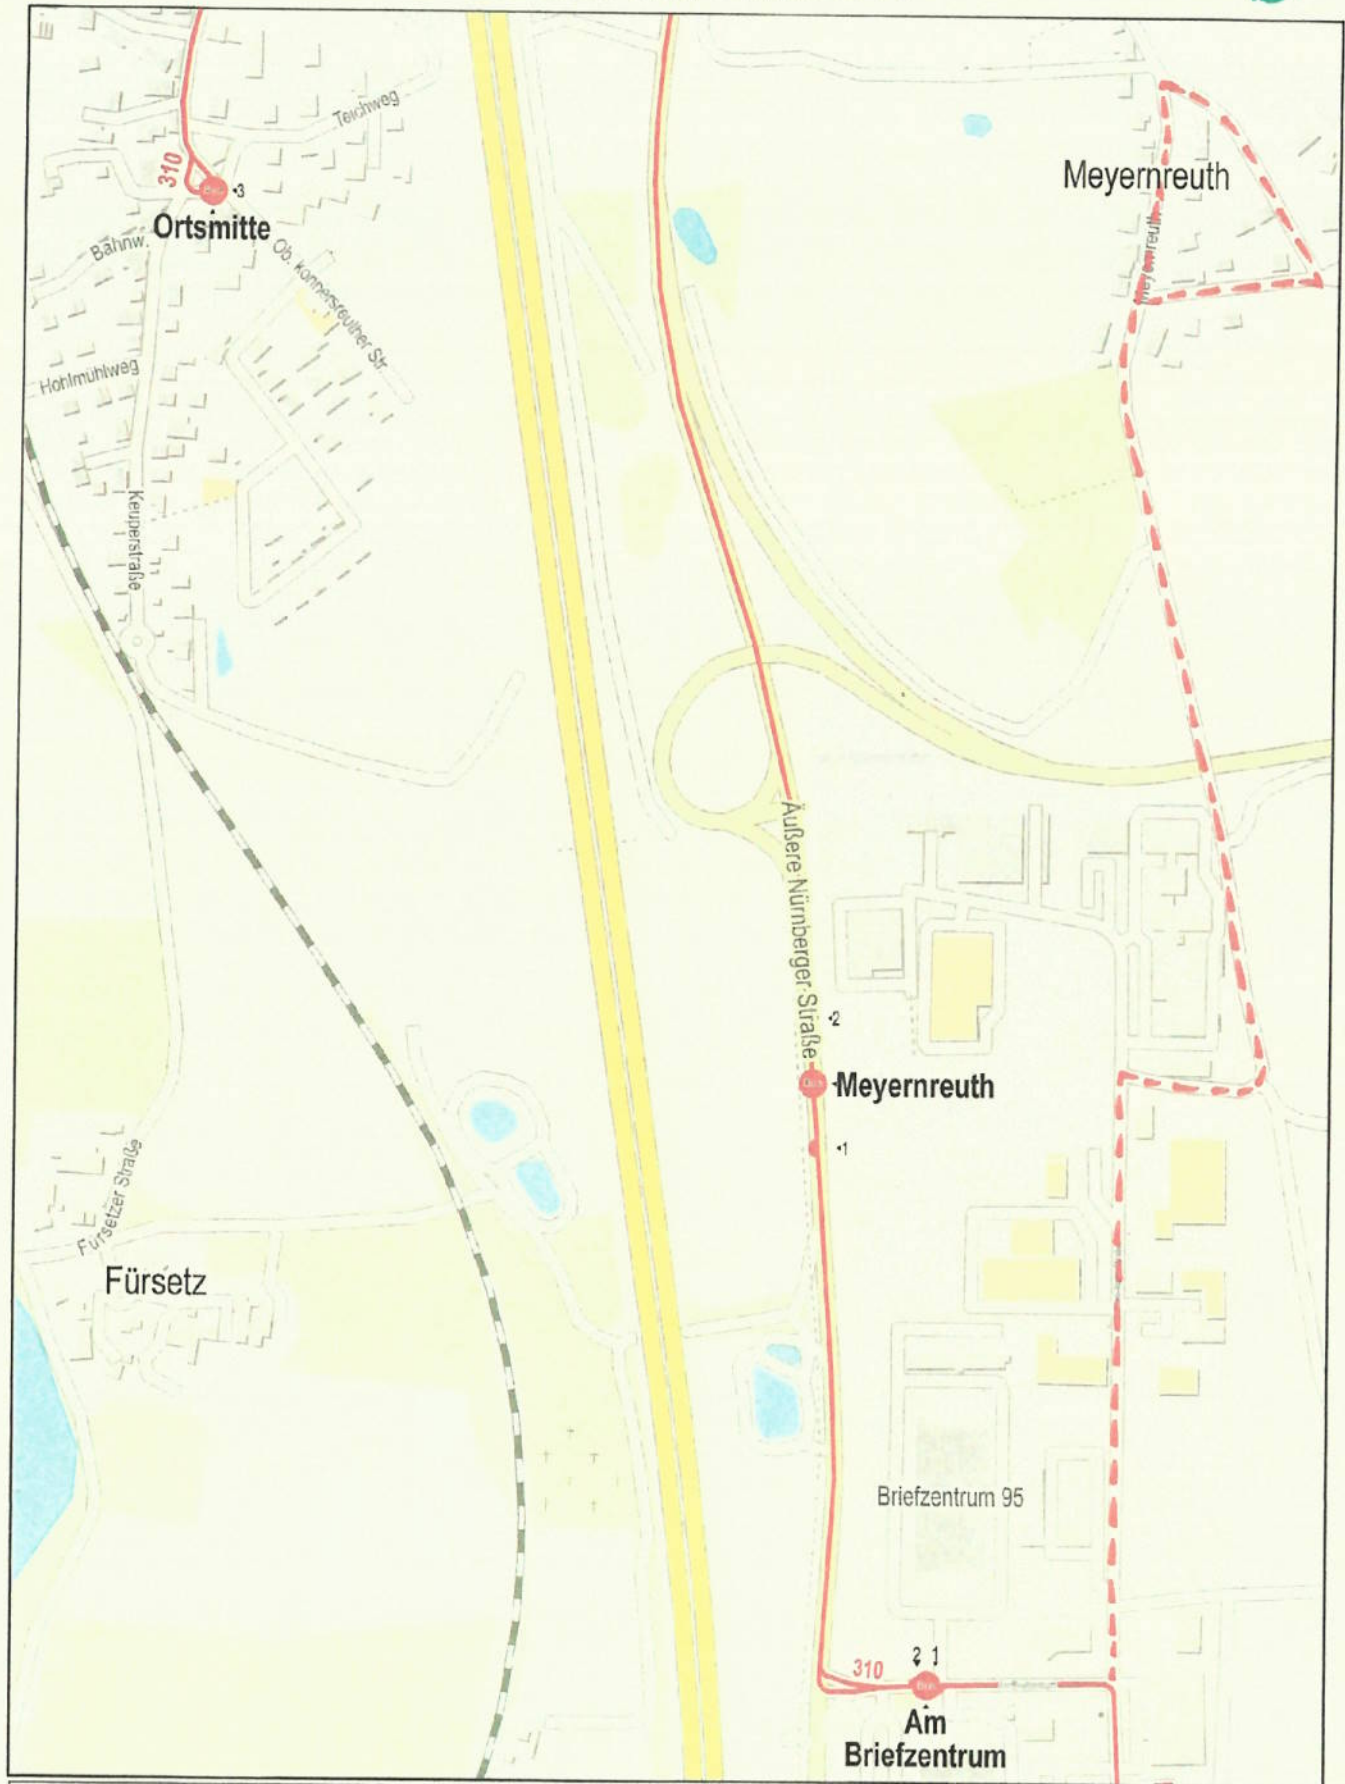 Teichweg
310
3
Ortsmitte
Bahnw.
Ob. Konnersreuther Str
Hohlmühlweg
Keuperstraße
Meyernreuth
Meyernreuth
Äußere-Nürnberger-Straße
2
Meyernreuth
1
Fürsetzer Straße
Fürsetz
Briefzentrum 95
2 1
310
Am
Briefzentrum